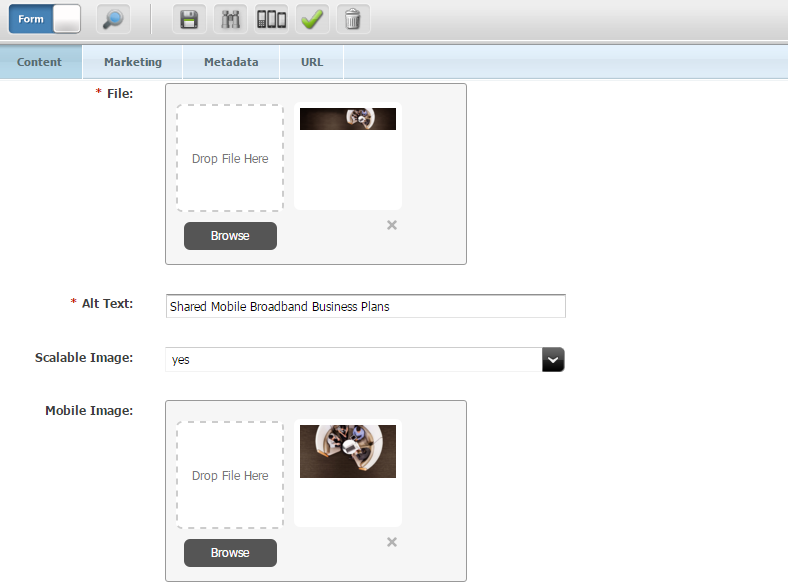 Form
Content Marketing Metadata URL
* File:
Drop File Here
Browse
* Alt Text: Shared Mobile Broadband Business Plans
Scalable Image: yes
Mobile Image:
Drop File Here
Browse